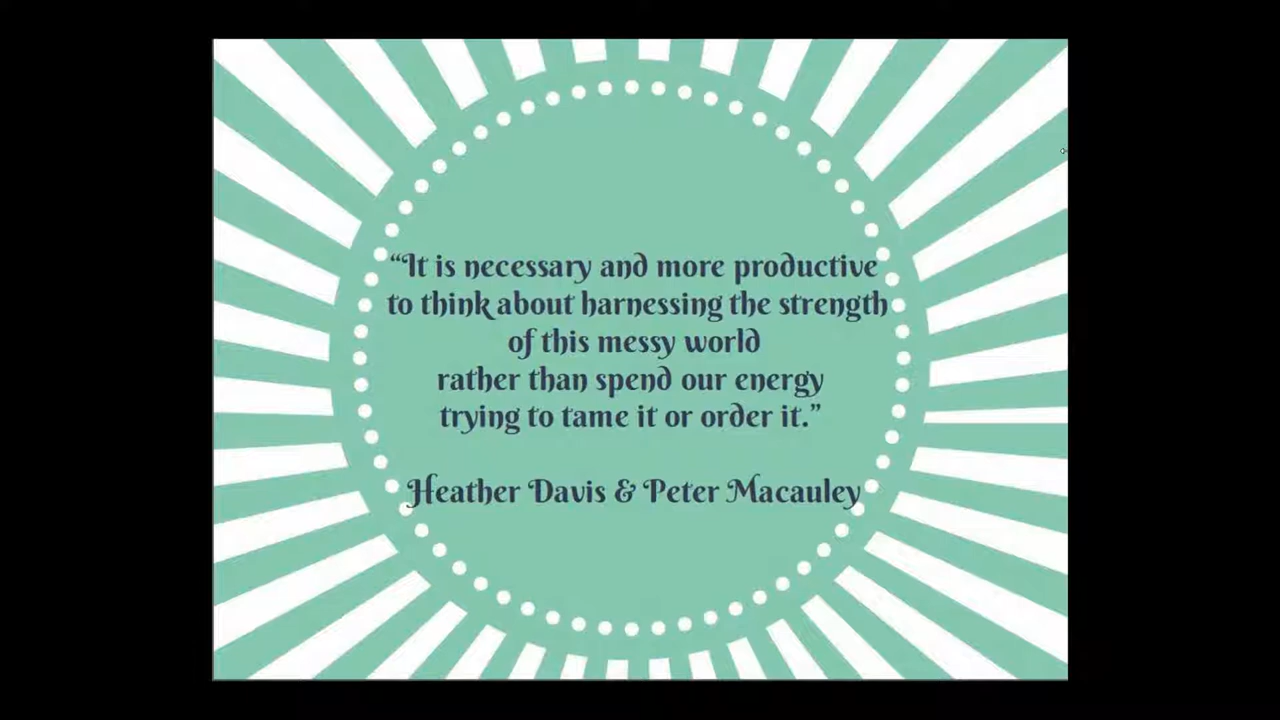 “It is necessary and more productive
to think about harnessing the strength
of this messy world
rather than spend our energy
trying to tame it or order it.”
Heather Davis & Peter Macauley